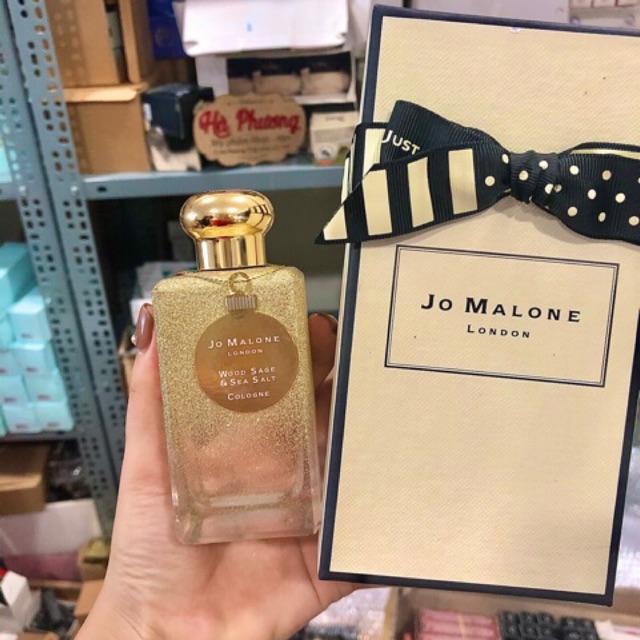 Hà Phương
JUST
JO MALONE
LONDON
JO MALONE
LONDON
WOOD SAGE
& SEA SALT
COLOGNE